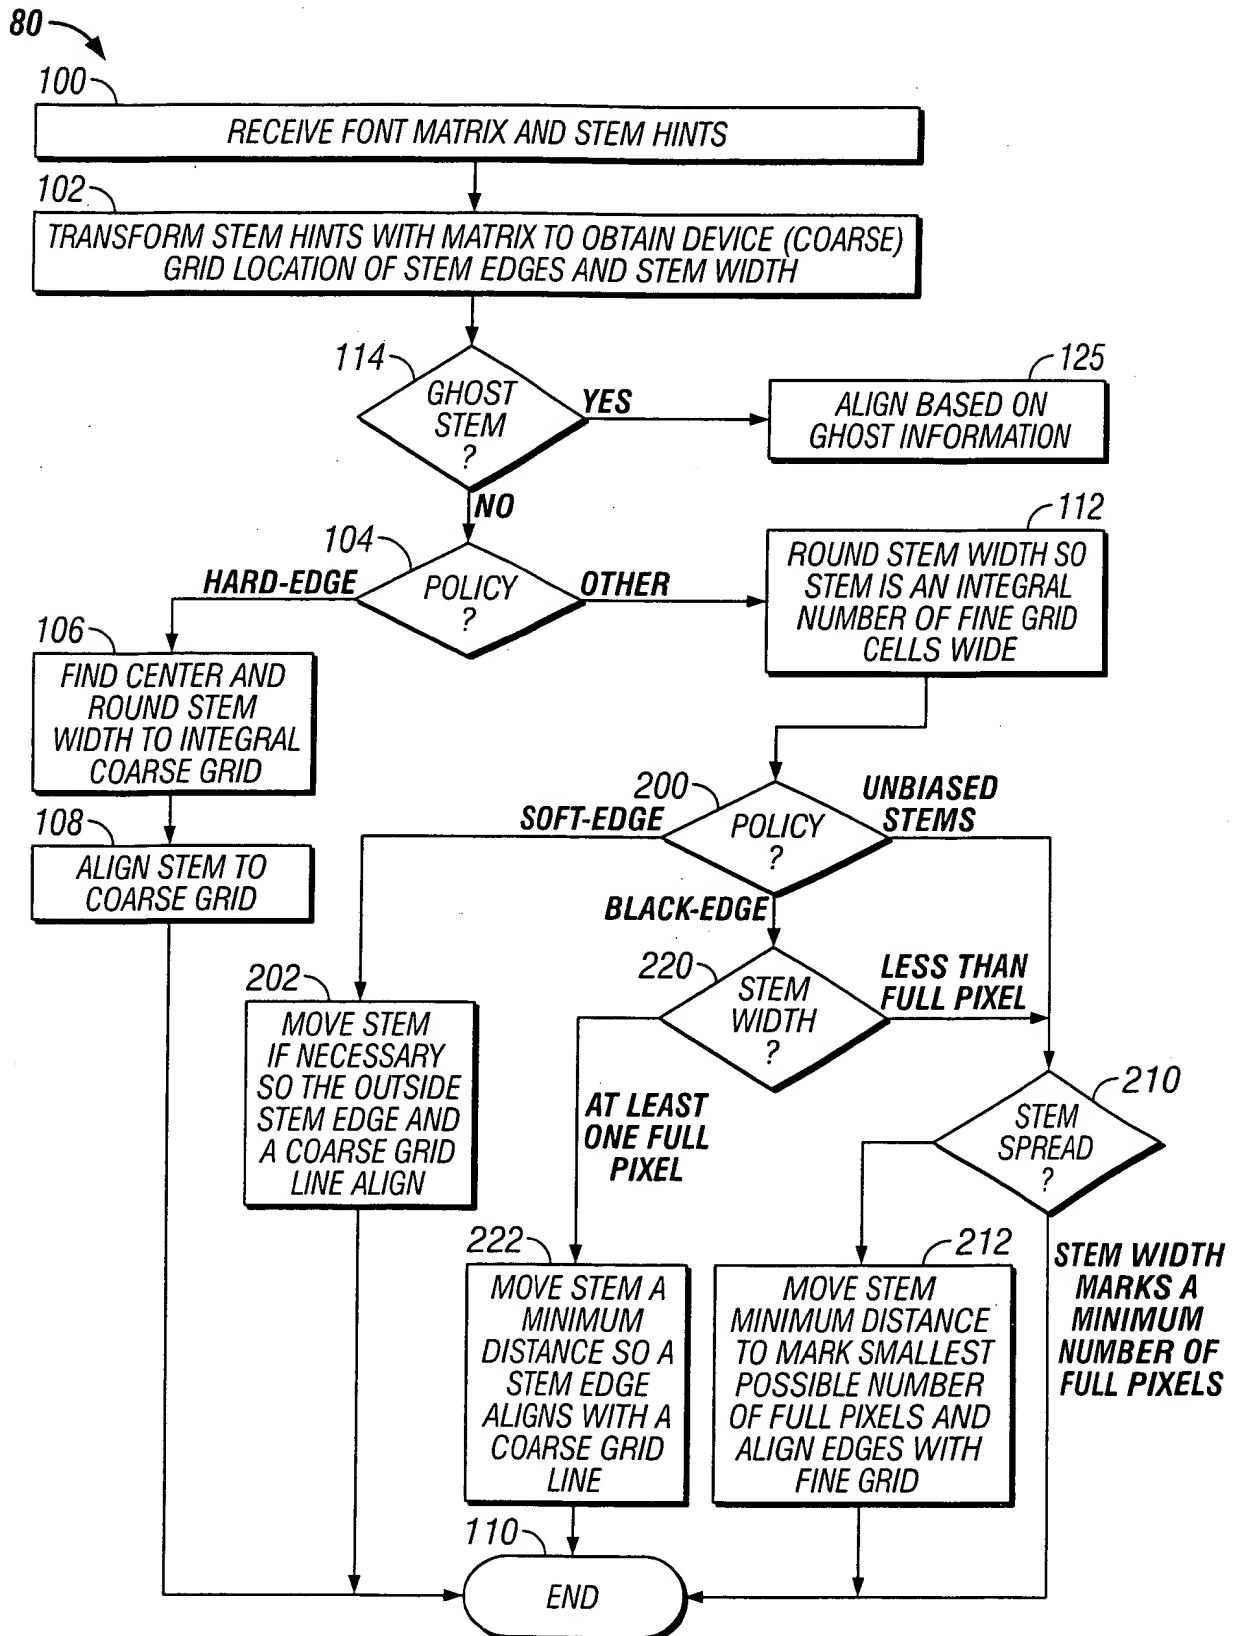 80
100
RECEIVE FONT MATRIX AND STEM HINTS
102
TRANSFORM STEM HINTS WITH MATRIX TO OBTAIN DEVICE (COARSE)
GRID LOCATION OF STEM EDGES AND STEM WIDTH
114
GHOST
STEM
?
YES
125
ALIGN BASED ON
GHOST INFORMATION
NO
104
POLICY
?
HARD-EDGE
OTHER
112
ROUND STEM WIDTH SO
STEM IS AN INTEGRAL
NUMBER OF FINE GRID
CELLS WIDE
106
FIND CENTER AND
ROUND STEM
WIDTH TO INTEGRAL
COARSE GRID
108
ALIGN STEM TO
COARSE GRID
200
POLICY
?
SOFT-EDGE
UNBIASED
STEMS
BLACK-EDGE
202
MOVE STEM
IF NECESSARY
SO THE OUTSIDE
STEM EDGE AND
A COARSE GRID
LINE ALIGN
220
STEM
WIDTH
?
LESS THAN
FULL PIXEL
AT LEAST
ONE FULL
PIXEL
210
STEM
SPREAD
?
222
MOVE STEM A
MINIMUM
DISTANCE SO A
STEM EDGE
ALIGNS WITH A
COARSE GRID
LINE
212
MOVE STEM
MINIMUM DISTANCE
TO MARK SMALLEST
POSSIBLE NUMBER
OF FULL PIXELS AND
ALIGN EDGES WITH
FINE GRID
STEM WIDTH
MARKS A
MINIMUM
NUMBER OF
FULL PIXELS
110
END